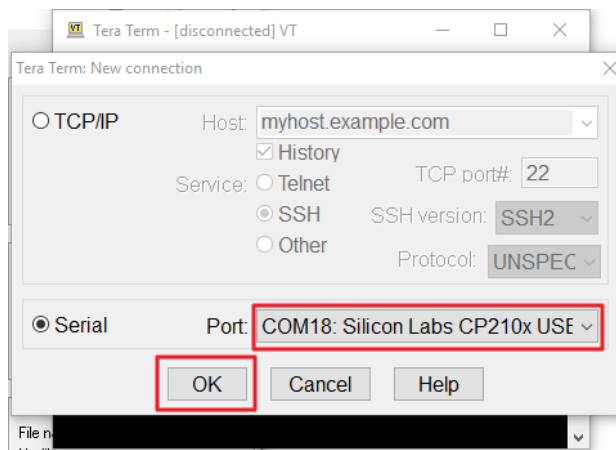 VT Tera Term - [disconnected] VT
Tera Term: New connection
TCP/IP Host: myhost.example.com
History
Service: Telnet TCP port#: 22
SSH SSH version: SSH2
Other Protocol: UNSPEC
Serial Port: COM18: Silicon Labs CP210x USE
OK Cancel Help
File n